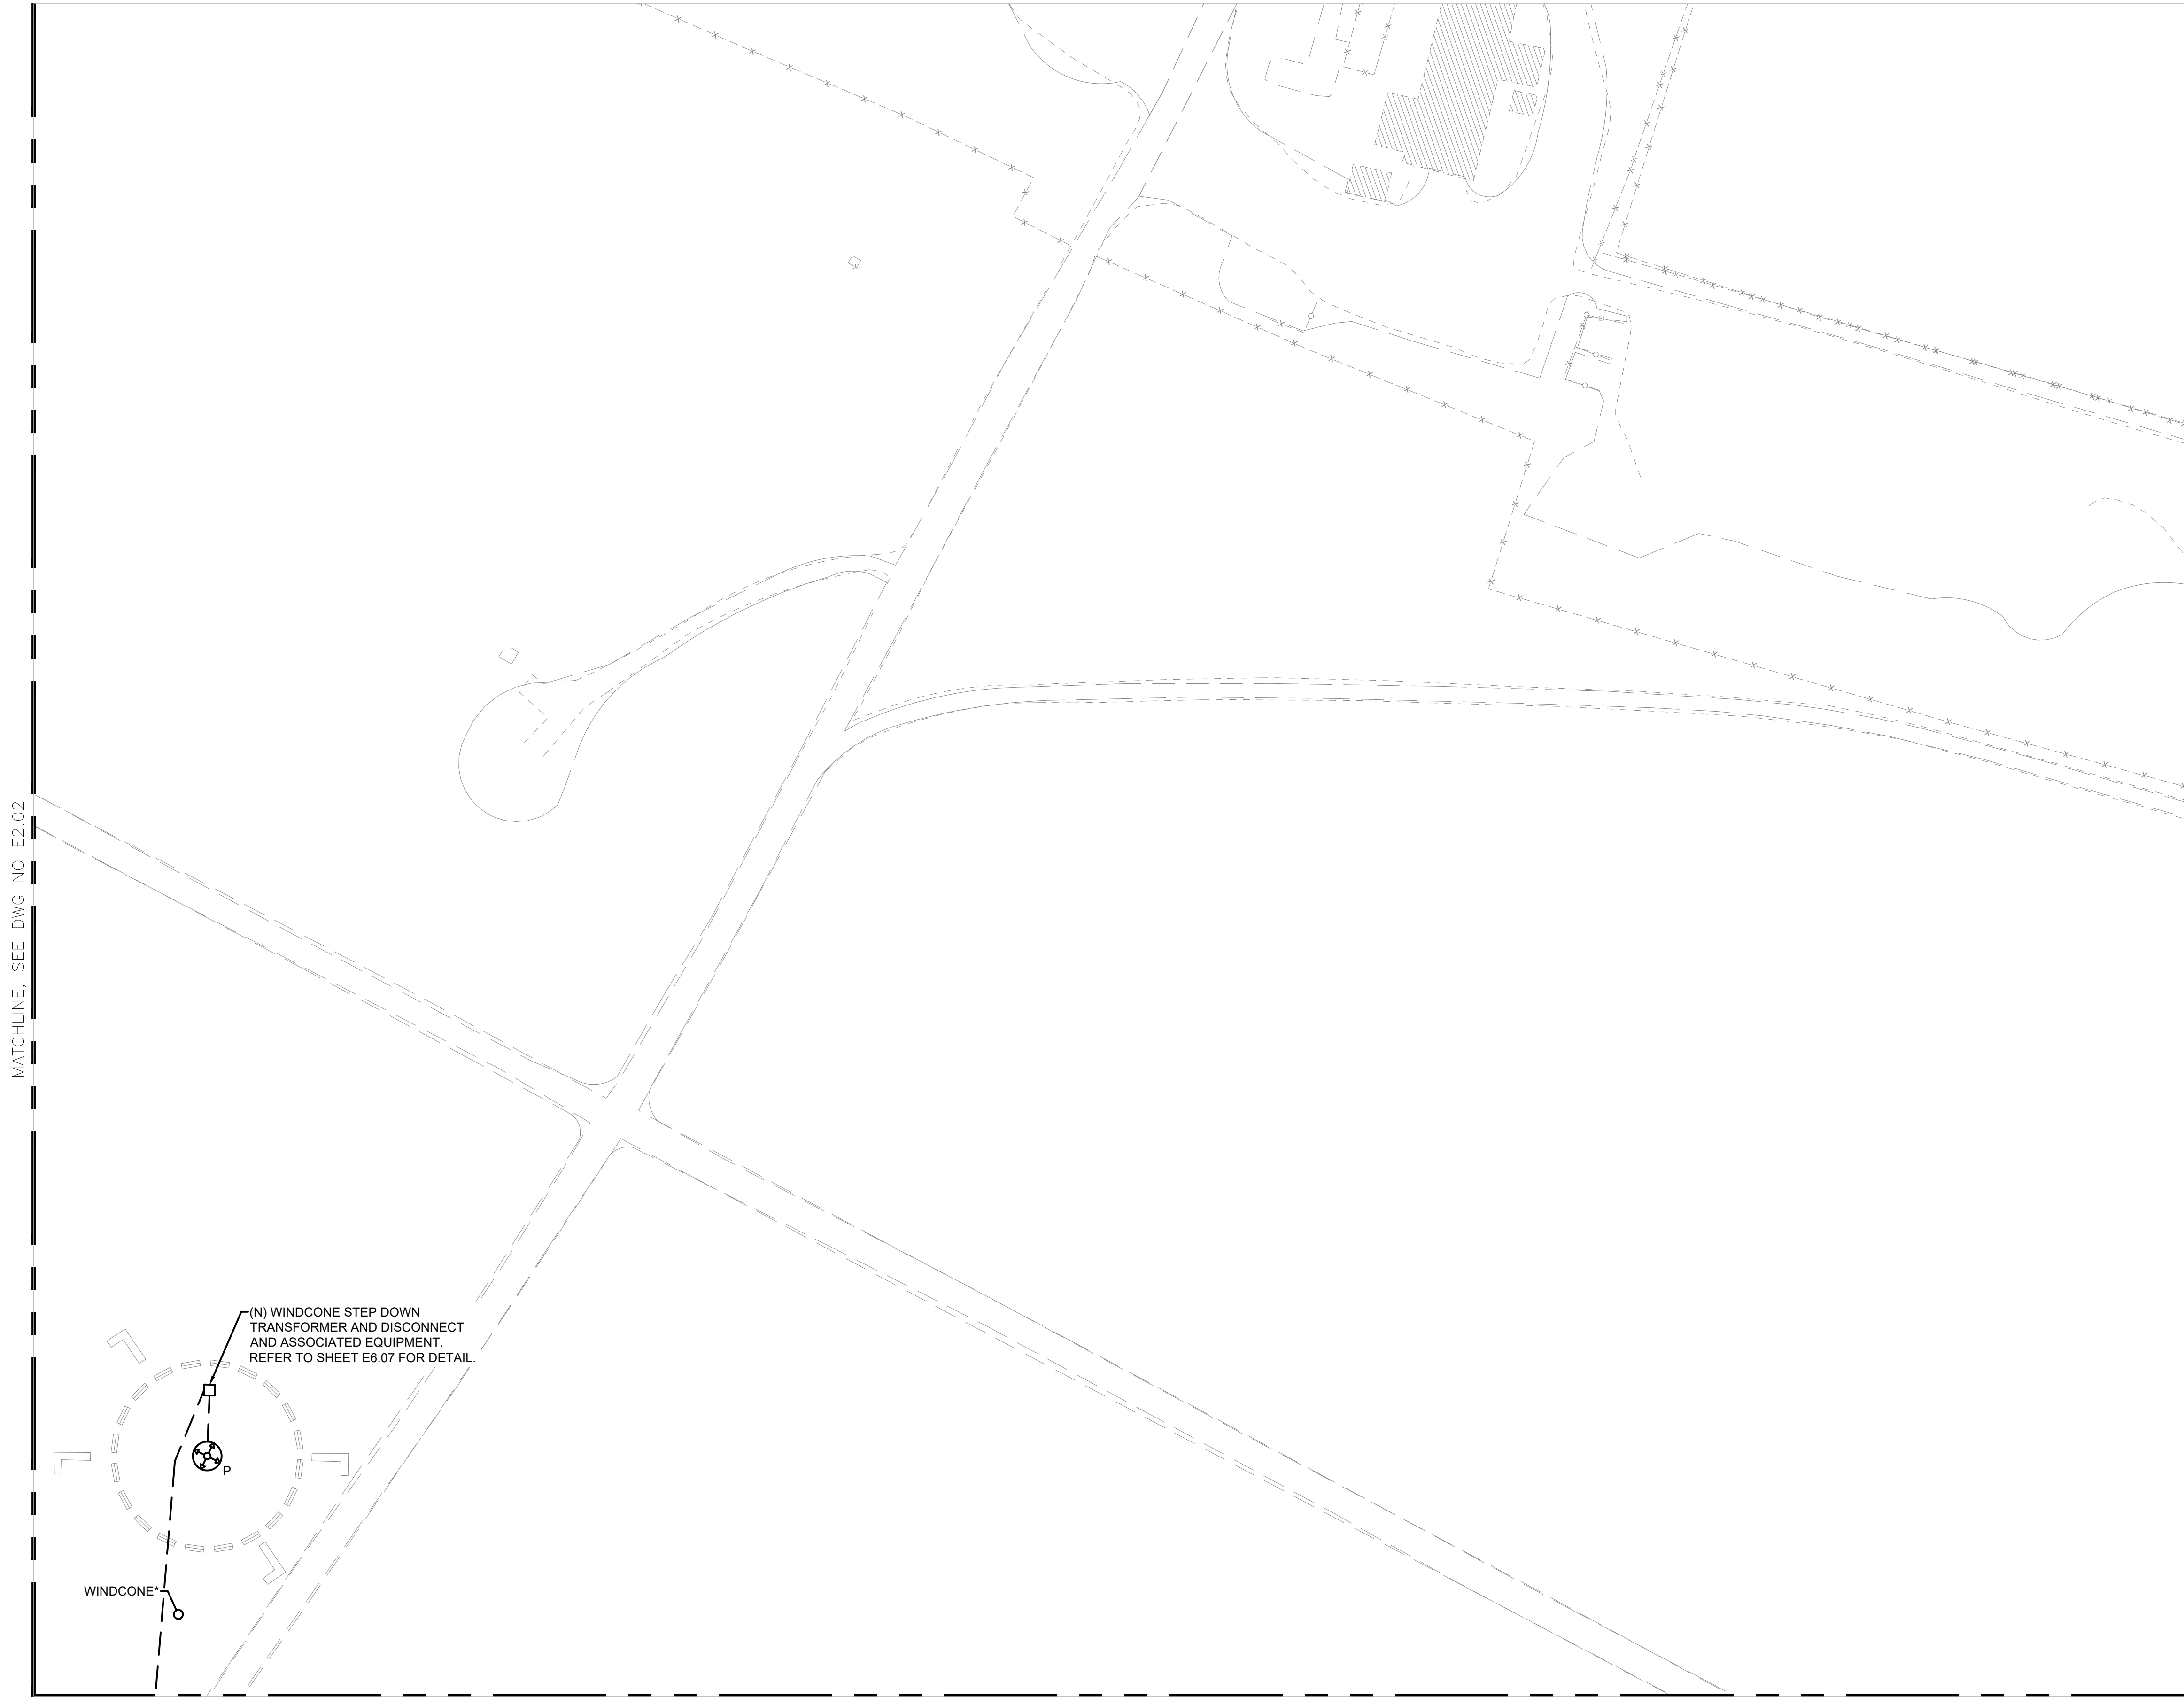 MATCHLINE, SEE DWG NO E2.02
(N) WINDCONE STEP DOWN
TRANSFORMER AND DISCONNECT
AND ASSOCIATED EQUIPMENT.
REFER TO SHEET E6.07 FOR DETAIL.
P
WINDCONE*